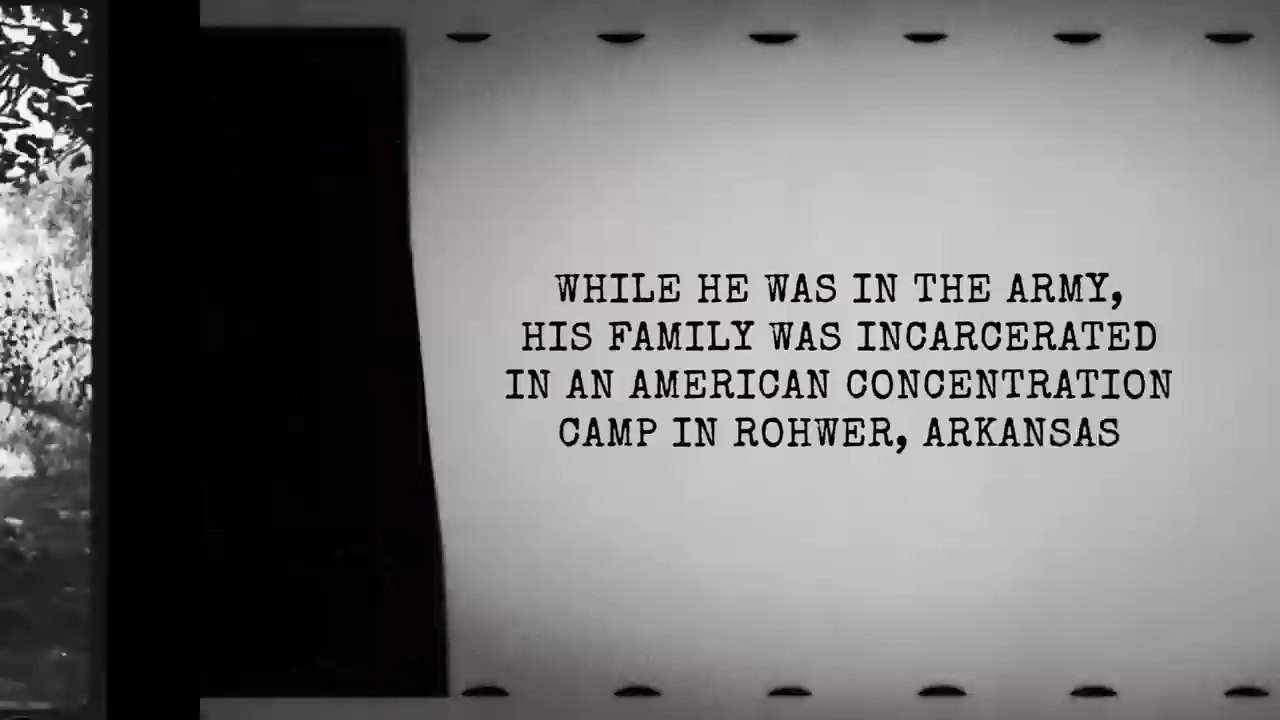 WHILE HE WAS IN THE ARMY,
HIS FAMILY WAS INCARCERATED
IN AN AMERICAN CONCENTRATION
CAMP IN ROHWER, ARKANSAS